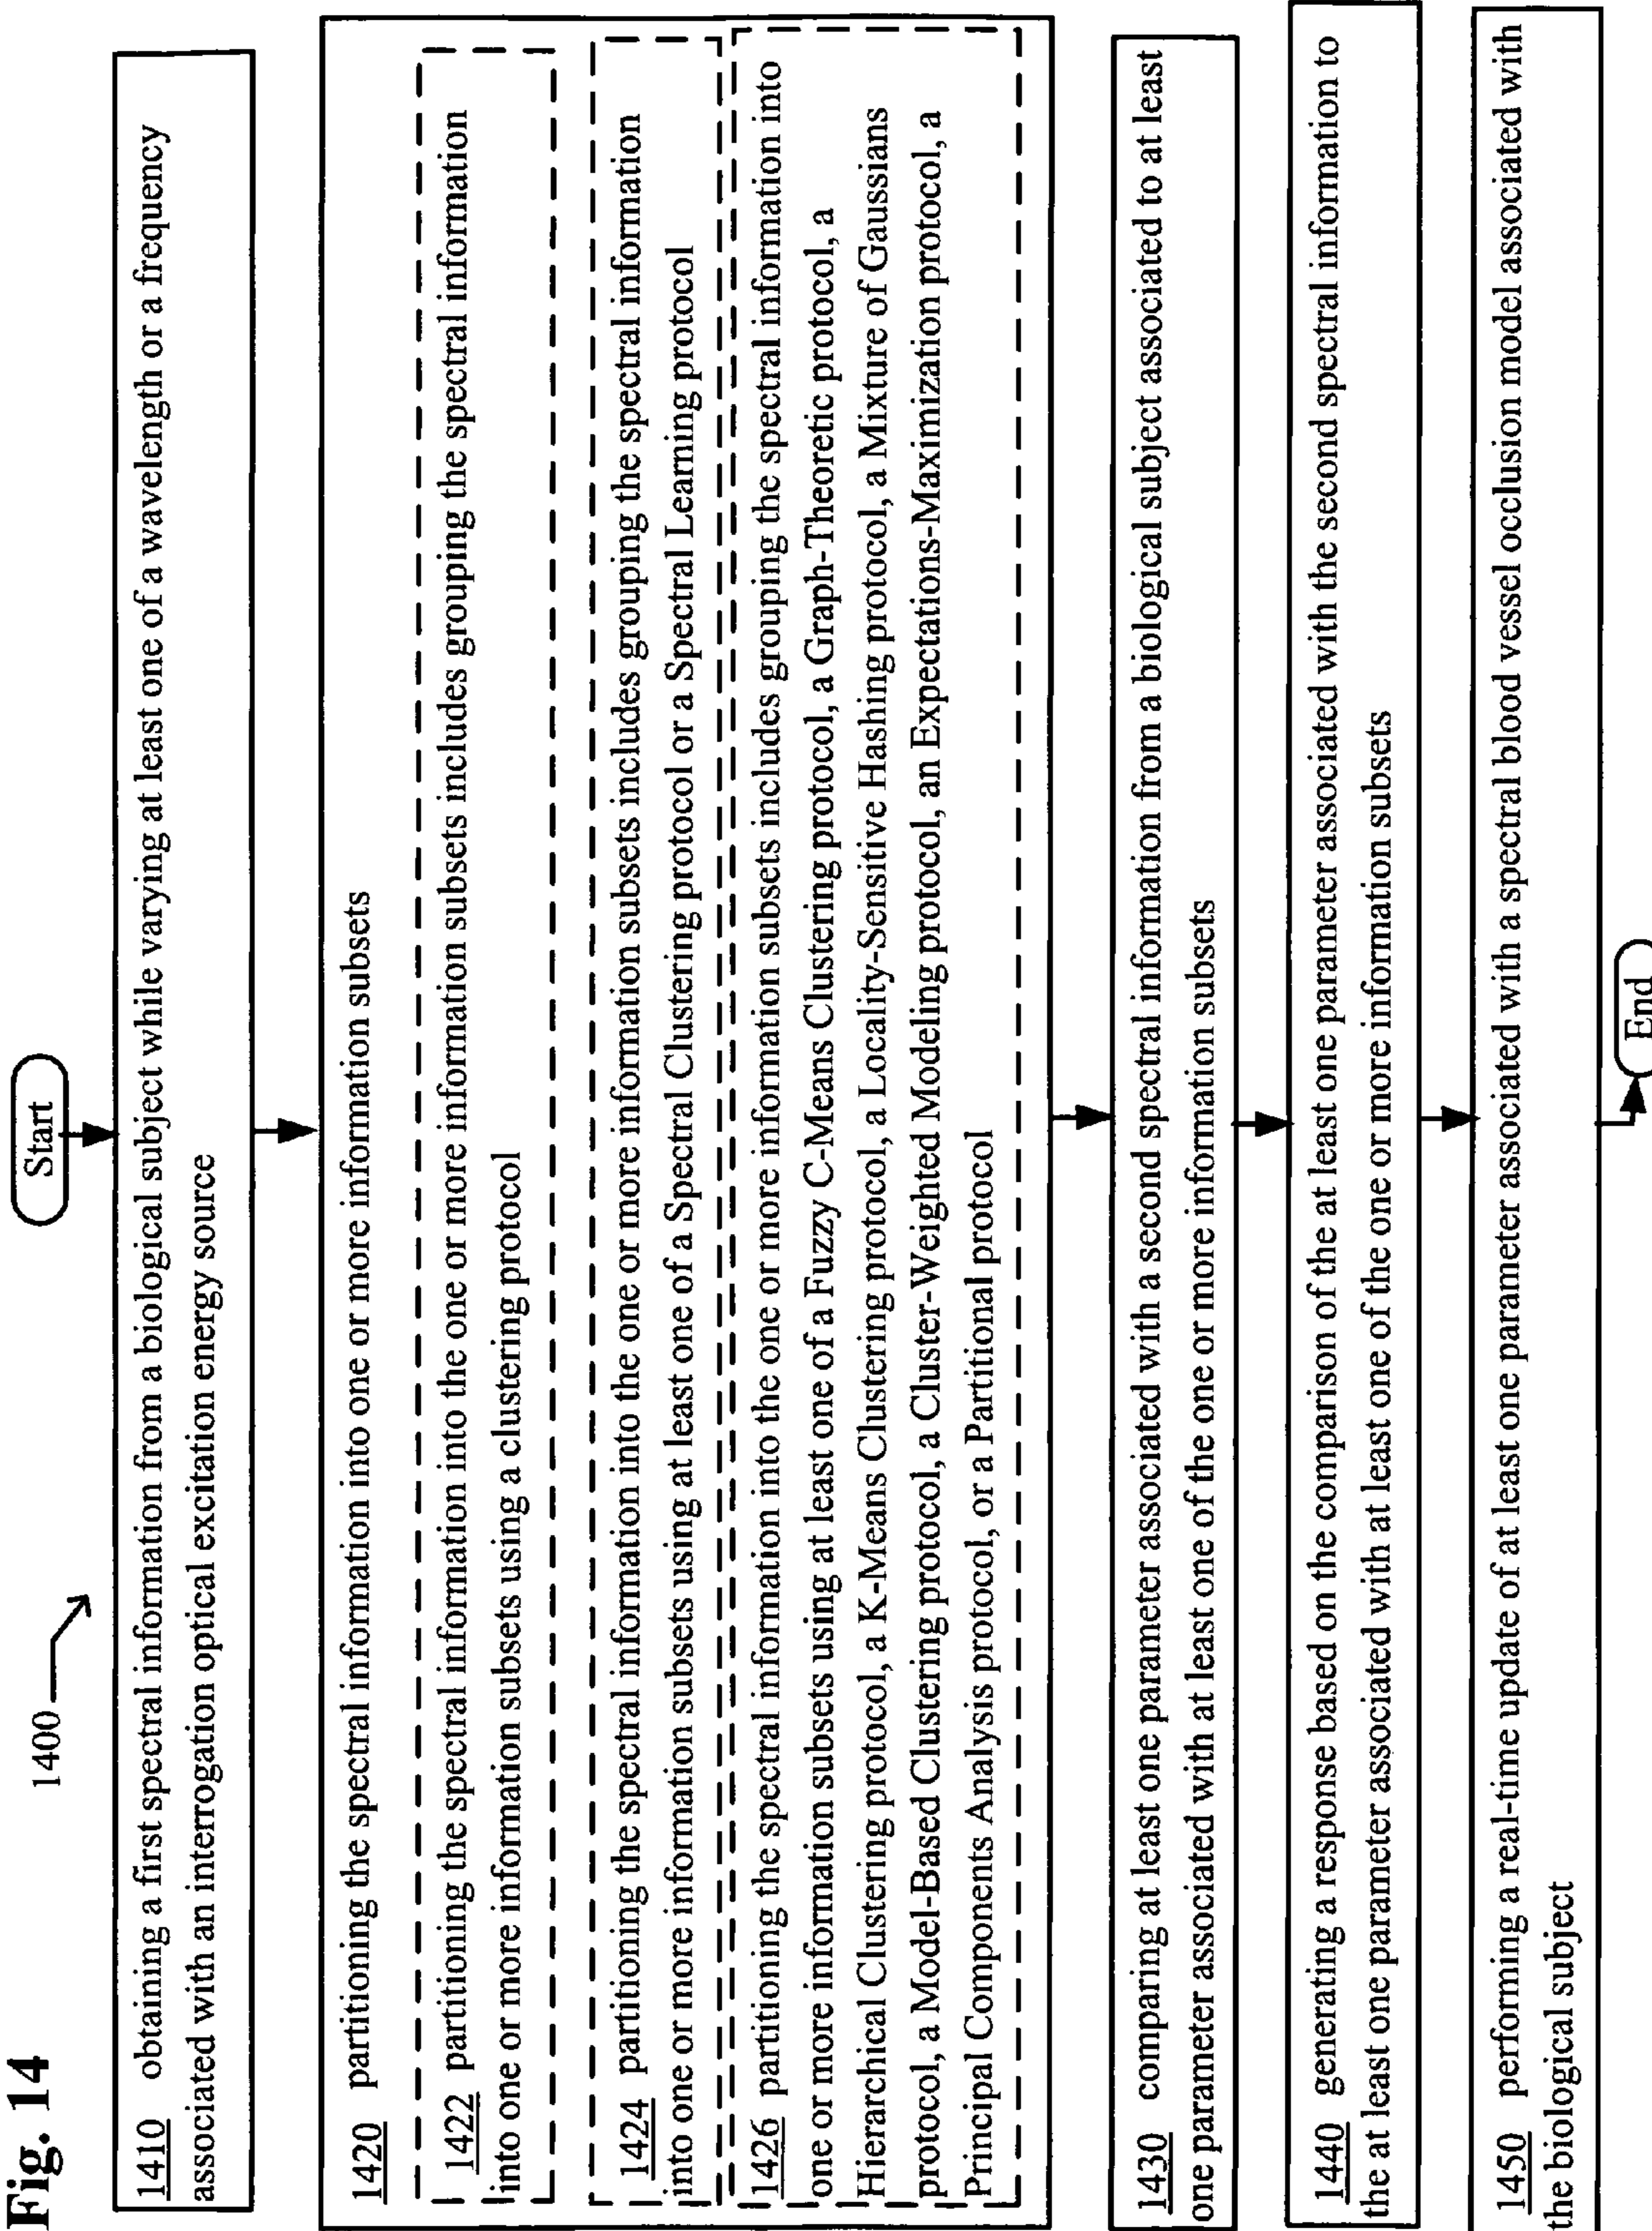 Fig. 14
1400
Start
1410 obtaining a first spectral information from a biological subject while varying at least one of a wavelength or a frequency
associated with an interrogation optical excitation energy source
1420 partitioning the spectral information into one or more information subsets
1422 partitioning the spectral information into the one or more information subsets includes grouping the spectral information
into one or more information subsets using a clustering protocol
1424 partitioning the spectral information into the one or more information subsets includes grouping the spectral information
into one or more information subsets using at least one of a Spectral Clustering protocol or a Spectral Learning protocol
1426 partitioning the spectral information into the one or more information subsets includes grouping the spectral information into
one or more information subsets using at least one of a Fuzzy C-Means Clustering protocol, a Graph-Theoretic protocol, a
Hierarchical Clustering protocol, a K-Means Clustering protocol, a Locality-Sensitive Hashing protocol, a Mixture of Gaussians
protocol, a Model-Based Clustering protocol, a Cluster-Weighted Modeling protocol, an Expectations-Maximization protocol, a
Principal Components Analysis protocol, or a Partitional protocol
1430 comparing at least one parameter associated with a second spectral information from a biological subject associated to at least
one parameter associated with at least one of the one or more information subsets
1440 generating a response based on the comparison of the at least one parameter associated with the second spectral information to
the at least one parameter associated with at least one of the one or more information subsets
1450 performing a real-time update of at least one parameter associated with a spectral blood vessel occlusion model associated with
the biological subject
End